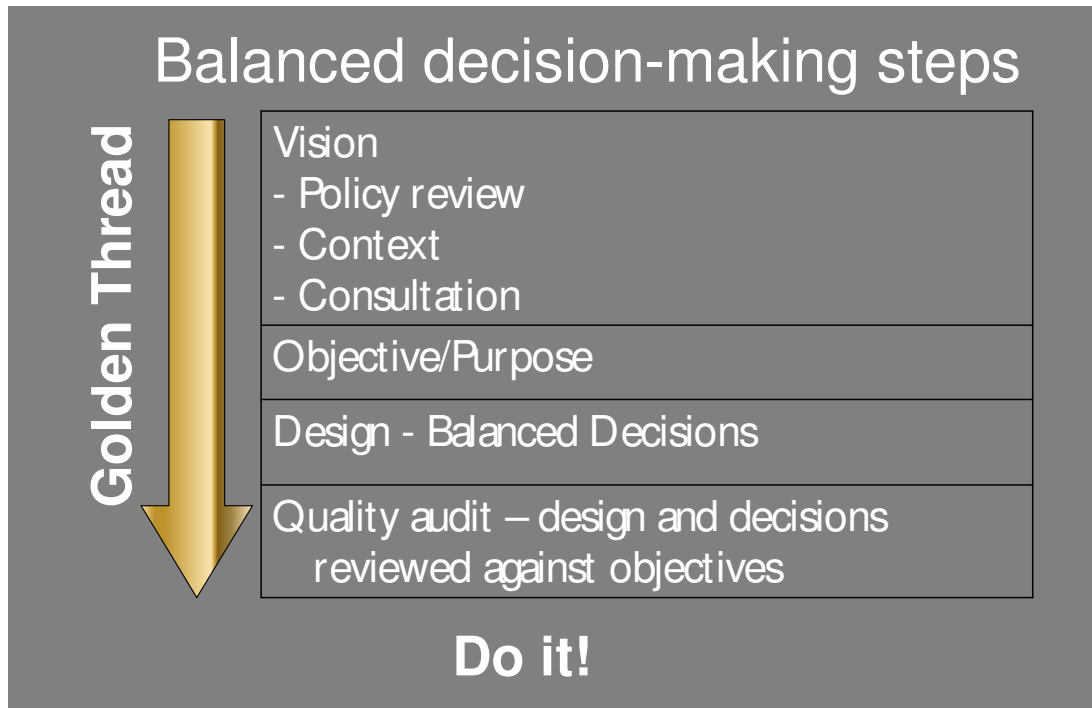 Balanced decision-making steps
Golden Thread
Vision
- Policy review
- Context
- Consultation
Objective/Purpose
Design - Balanced Decisions
Quality audit – design and decisions
reviewed against objectives
Do it!